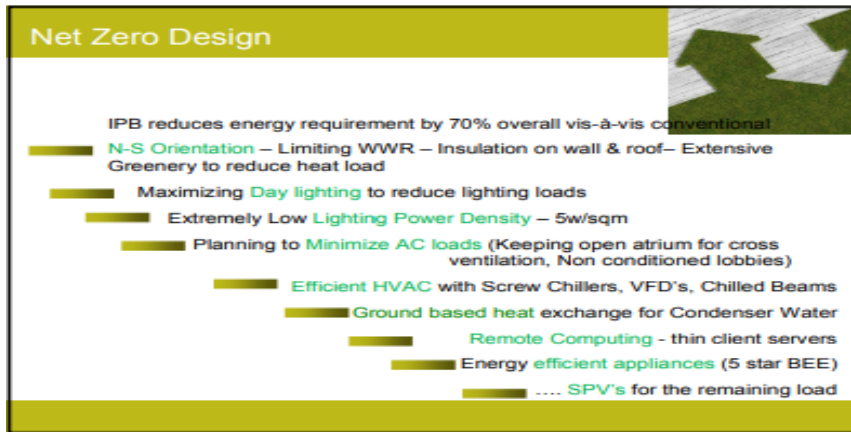 Net Zero Design
IPB reduces energy requirement by 70% overall vis-à-vis conventional
N-S Orientation – Limiting WWR – Insulation on wall & roof– Extensive
Greenery to reduce heat load
Maximizing Day lighting to reduce lighting loads
Extremely Low Lighting Power Density – 5w/sqm
Planning to Minimize AC loads (Keeping open atrium for cross
ventilation, Non conditioned lobbies)
Efficient HVAC with Screw Chillers, VFD's, Chilled Beams
Ground based heat exchange for Condenser Water
Remote Computing - thin client servers
Energy efficient appliances (5 star BEE)
.... SPV's for the remaining load